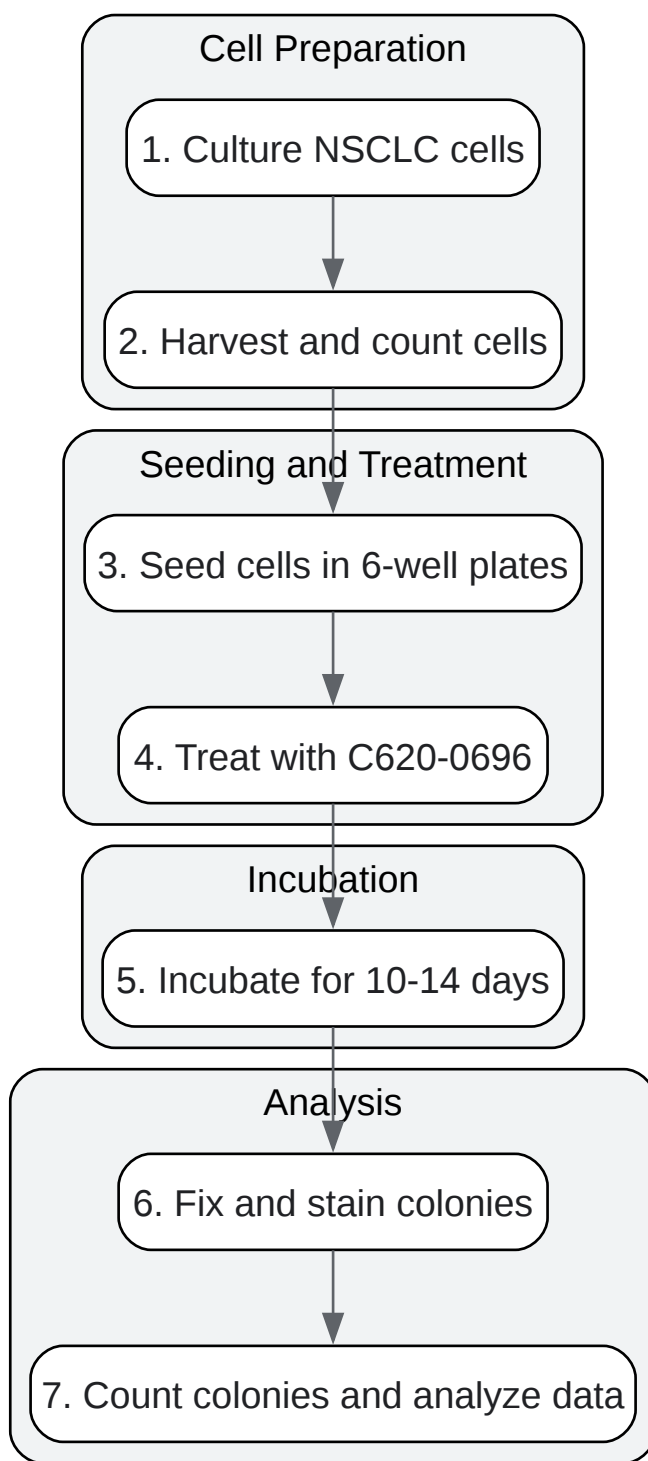 Cell Preparation
1. Culture NSCLC cells
2. Harvest and count cells
Seeding and Treatment
3. Seed cells in 6-well plates
4. Treat with C620-0696
Incubation
5. Incubate for 10-14 days
Analysis
6. Fix and stain colonies
7. Count colonies and analyze data